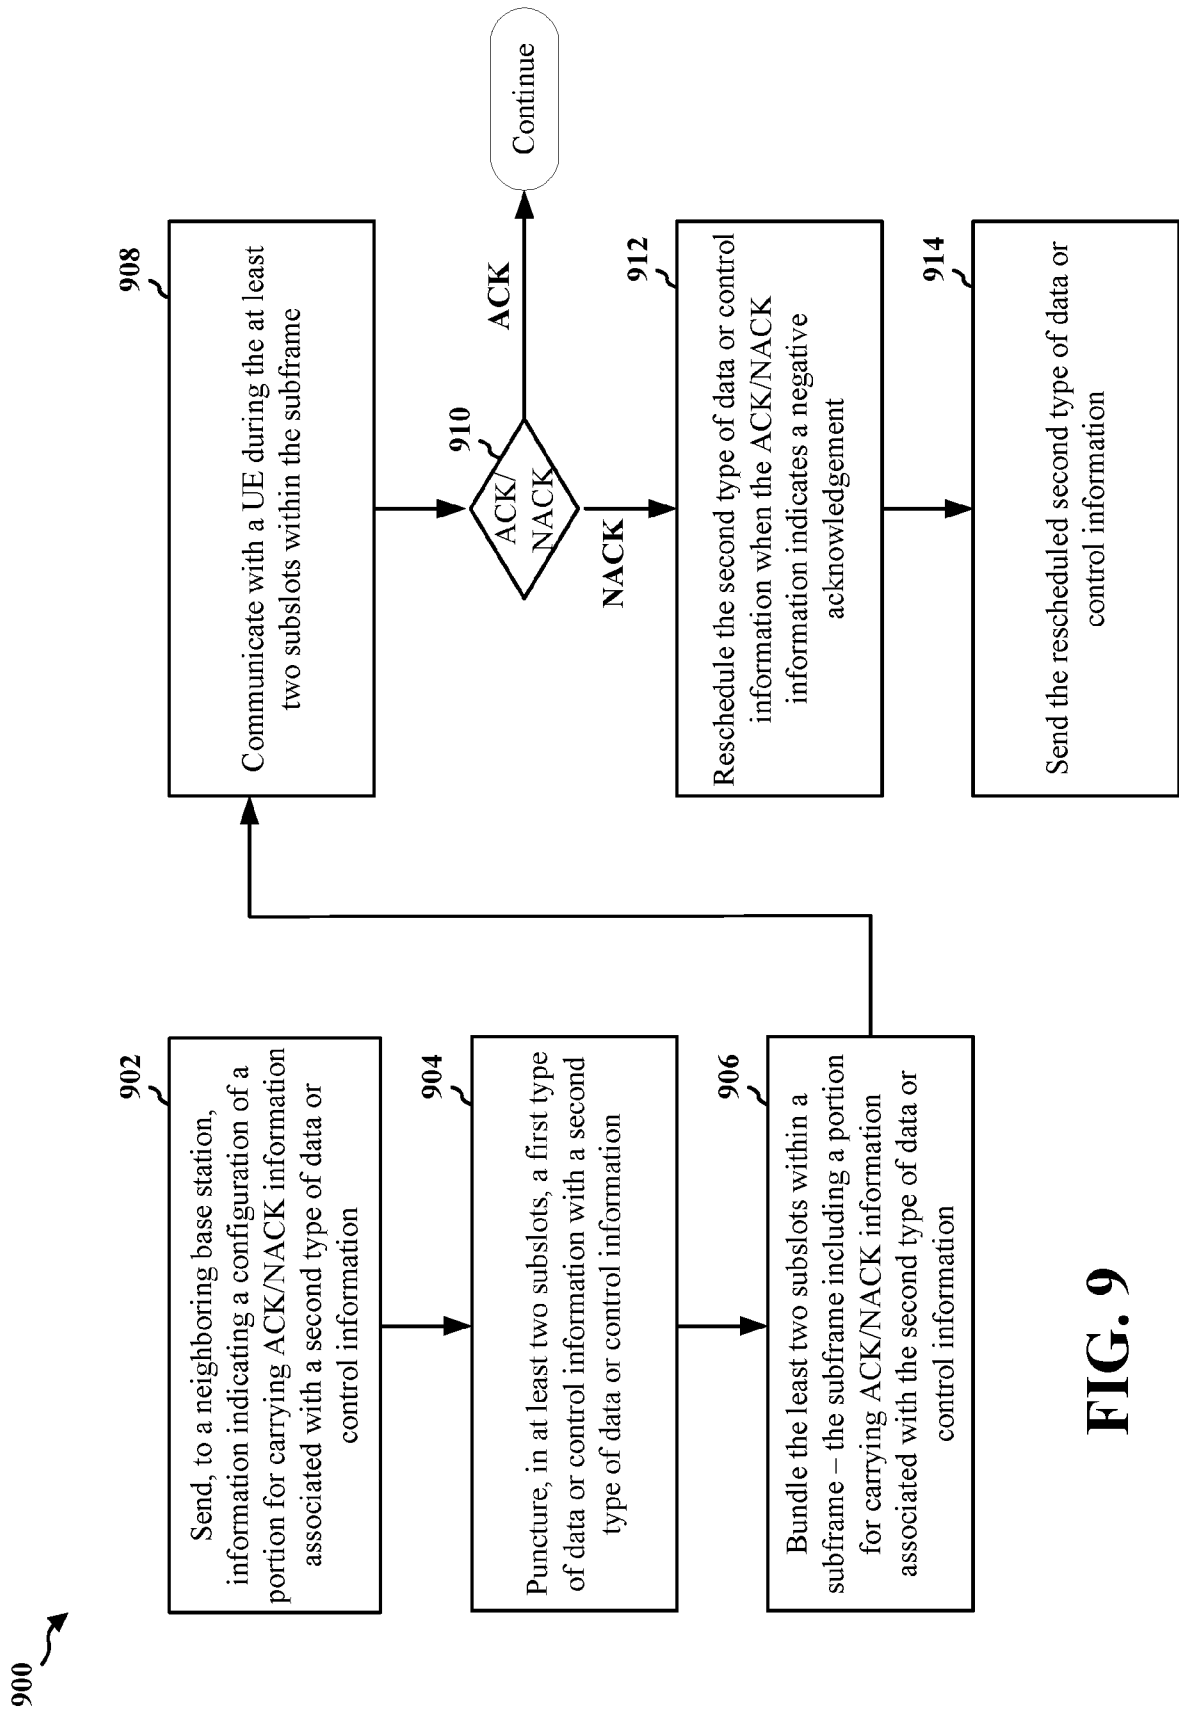 900
902
Send, to a neighboring base station,
information indicating a configuration of a
portion for carrying ACK/NACK information
associated with a second type of data or
control information
904
Puncture, in at least two subslots, a first type
of data or control information with a second
type of data or control information
906
Bundle the least two subslots within a
subframe – the subframe including a portion
for carrying ACK/NACK information
associated with the second type of data or
control information
908
Communicate with a UE during the at least
two subslots within the subframe
910
ACK/
NACK
ACK
Continue
NACK
912
Reschedule the second type of data or control
information when the ACK/NACK
information indicates a negative
acknowledgement
914
Send the rescheduled second type of data or
control information
FIG. 9